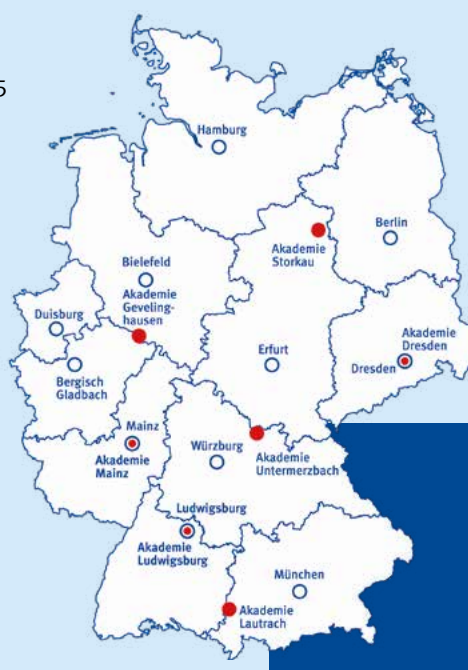 5
Hamburg
Berlin
Akademie
Storkau
Bielefeld
Akademie
Geveling-
hausen
Duisburg
Akademie
Dresden
Dresden
Erfurt
Bergisch
Gladbach
Mainz
Akademie
Mainz
Würzburg
Akademie
Untermerzbach
Ludwigsburg
Akademie
Ludwigsburg
München
Akademie
Lautrach